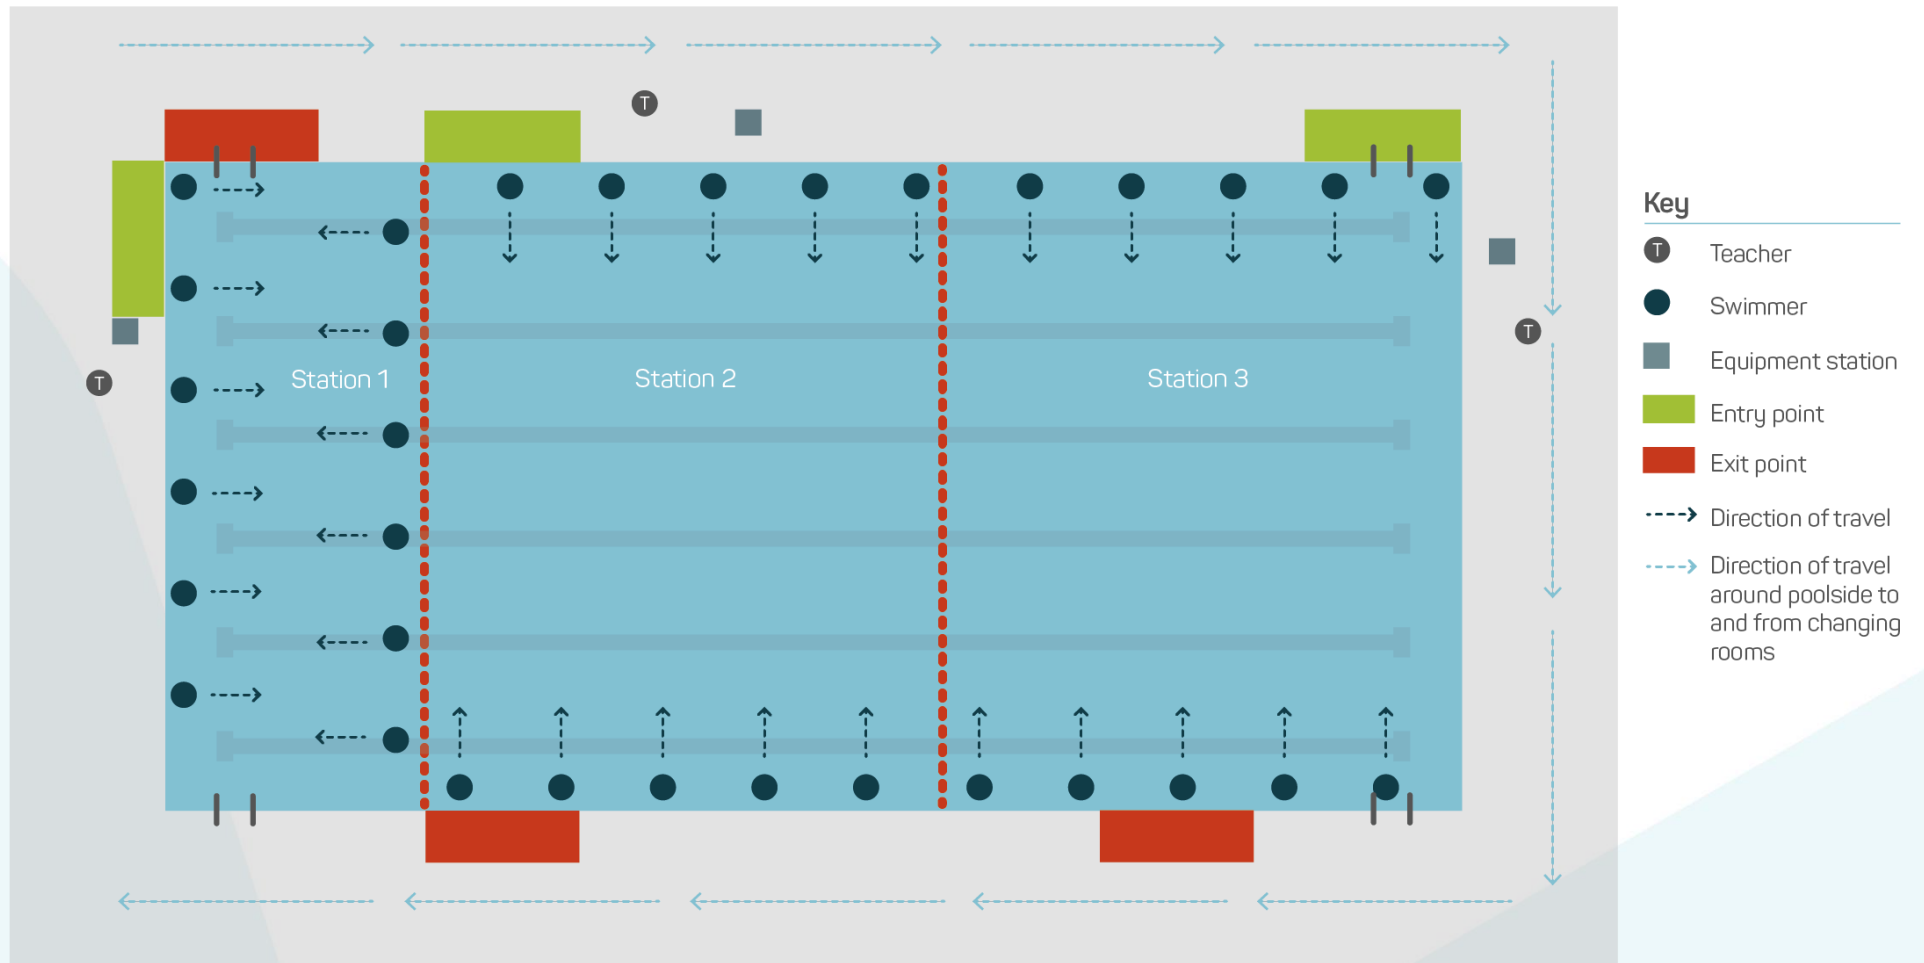 T
T
T
Station 1
Station 2
Station 3
Key
T Teacher
Swimmer
Equipment station
Entry point
Exit point
Direction of travel
Direction of travel
around poolside to
and from changing
rooms